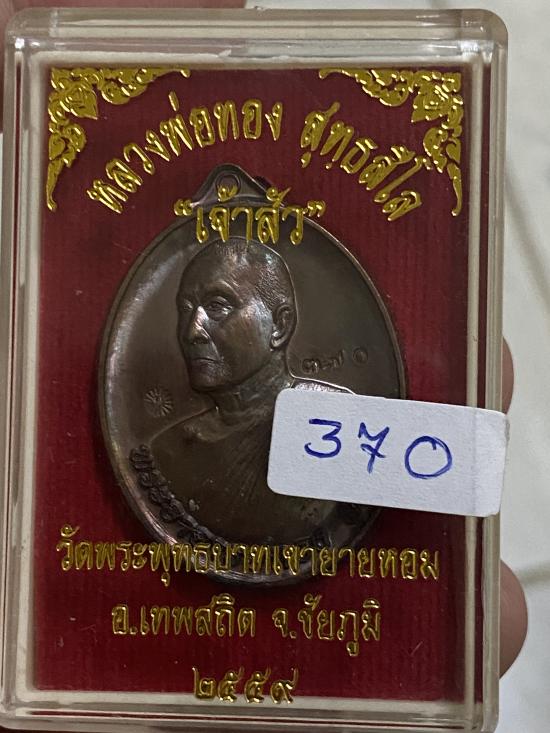 หลวงพ่อทอง สุทธสีโล
"เจ้าสัว"
๓๗๐
370
วัดพระพุทธบาทเขายายหอม
อ.เทพสถิต จ.ชัยภูมิ
๒๕๕๙